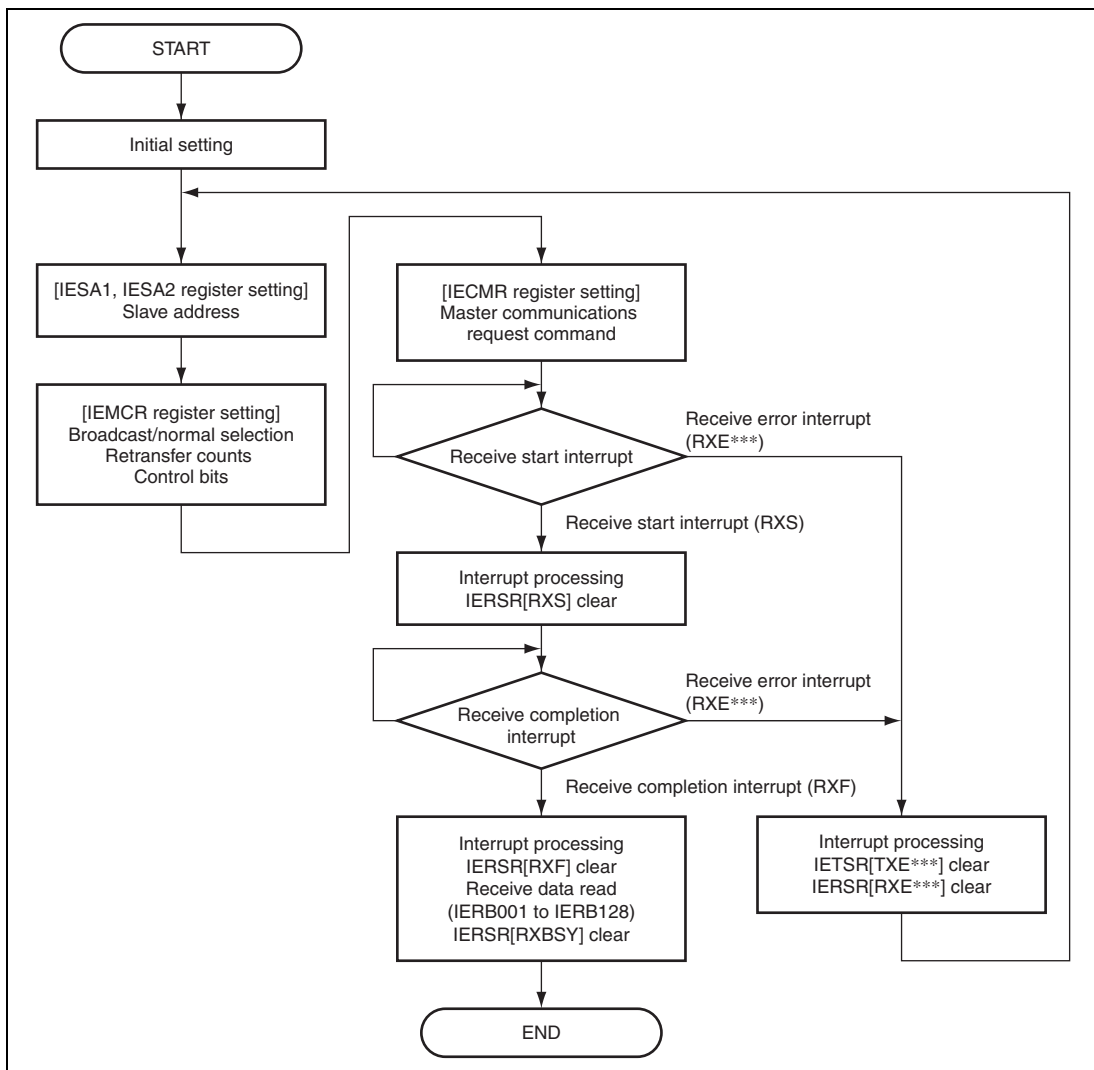 START
Initial setting
[IESA1, IESA2 register setting]
Slave address
[IEMCR register setting]
Broadcast/normal selection
Retransfer counts
Control bits
[IECMR register setting]
Master communications
request command
Receive start interrupt
Receive error interrupt
(RXE***)
Receive start interrupt (RXS)
Interrupt processing
IERSR[RXS] clear
Receive completion
interrupt
Receive error interrupt
(RXE***)
Receive completion interrupt (RXF)
Interrupt processing
IERSR[RXF] clear
Receive data read
(IERB001 to IERB128)
IERSR[RXBSY] clear
Interrupt processing
IETSR[TXE***] clear
IERSR[RXE***] clear
END